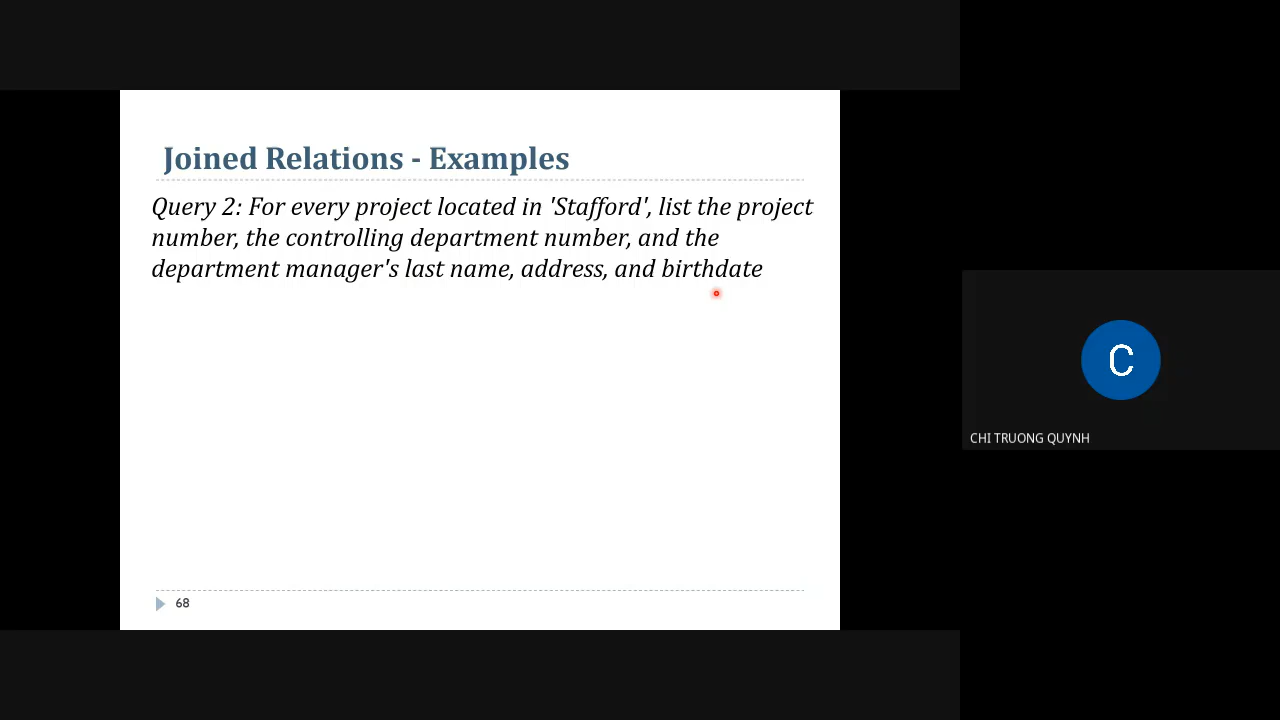 Joined Relations - Examples
Query 2: For every project located in 'Stafford', list the project
number, the controlling department number, and the
department manager's last name, address, and birthdate
68
C
CHI TRUONG QUYNH